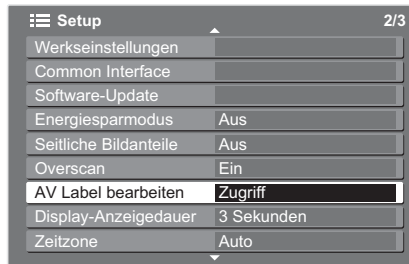 Setup 2/3
Werkseinstellungen
Common Interface
Software-Update
Energiesparmodus Aus
Seitliche Bildanteile Aus
Overscan Ein
AV Label bearbeiten Zugriff
Display-Anzeigedauer 3 Sekunden
Zeitzone Auto